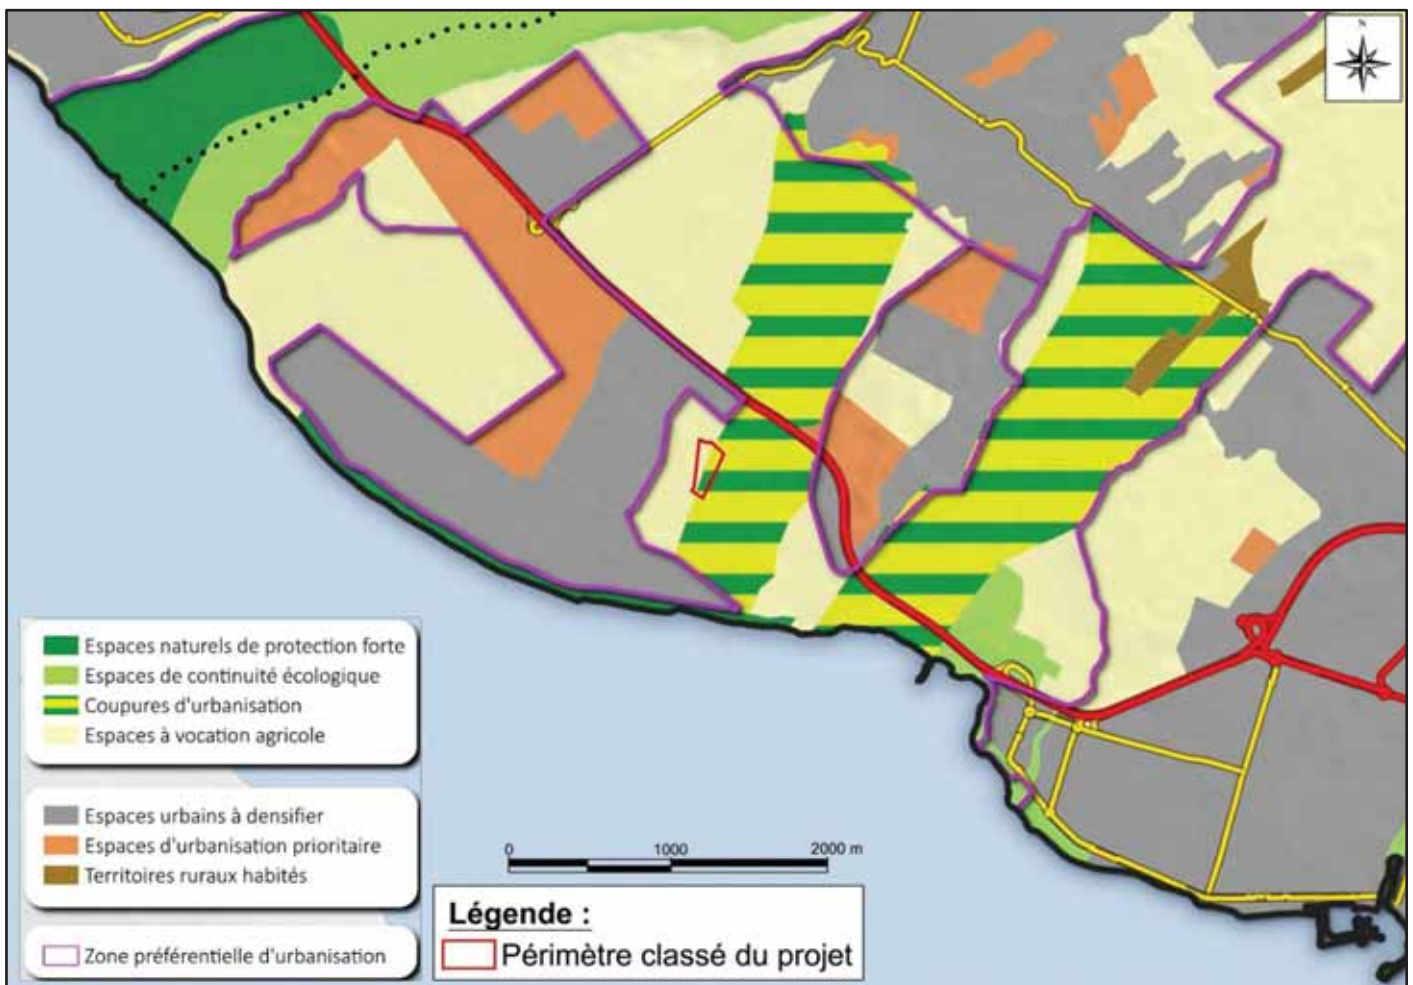 N
Espaces naturels de protection forte
Espaces de continuité écologique
Coupures d'urbanisation
Espaces à vocation agricole
Espaces urbains à densifier
Espaces d'urbanisation prioritaire
Territoires ruraux habités
Zone préférentielle d'urbanisation
0 1000 2000 m
Légende :
Périmètre classé du projet